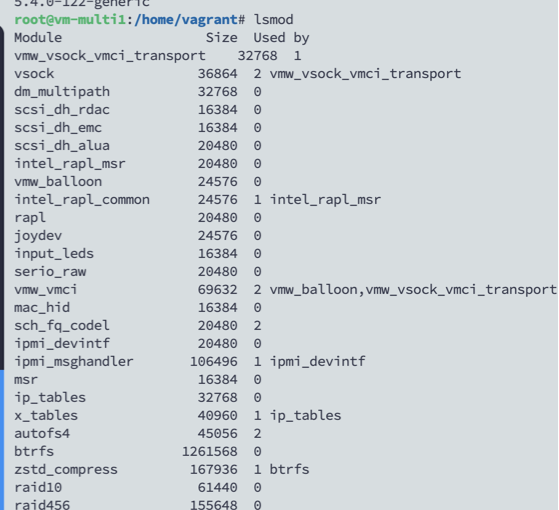 5.4.0-122-generic
root@vm-multi1:/home/vagrant# lsmod
Module                  Size  Used by
vmw_vsock_vmci_transport    32768  1
vsock                  36864  2 vmw_vsock_vmci_transport
dm_multipath           32768  0
scsi_dh_rdac           16384  0
scsi_dh_emc            16384  0
scsi_dh_alua           20480  0
intel_rapl_msr         20480  0
vmw_balloon            24576  0
intel_rapl_common      24576  1 intel_rapl_msr
rapl                   20480  0
joydev                 24576  0
input_leds             16384  0
serio_raw              20480  0
vmw_vmci               69632  2 vmw_balloon,vmw_vsock_vmci_transport
mac_hid                16384  0
sch_fq_codel           20480  2
ipmi_devintf           20480  0
ipmi_msghandler       106496  1 ipmi_devintf
msr                    16384  0
ip_tables              32768  0
x_tables               40960  1 ip_tables
autofs4                45056  2
btrfs                1261568  0
zstd_compress         167936  1 btrfs
raid10                 61440  0
raid456               155648  0